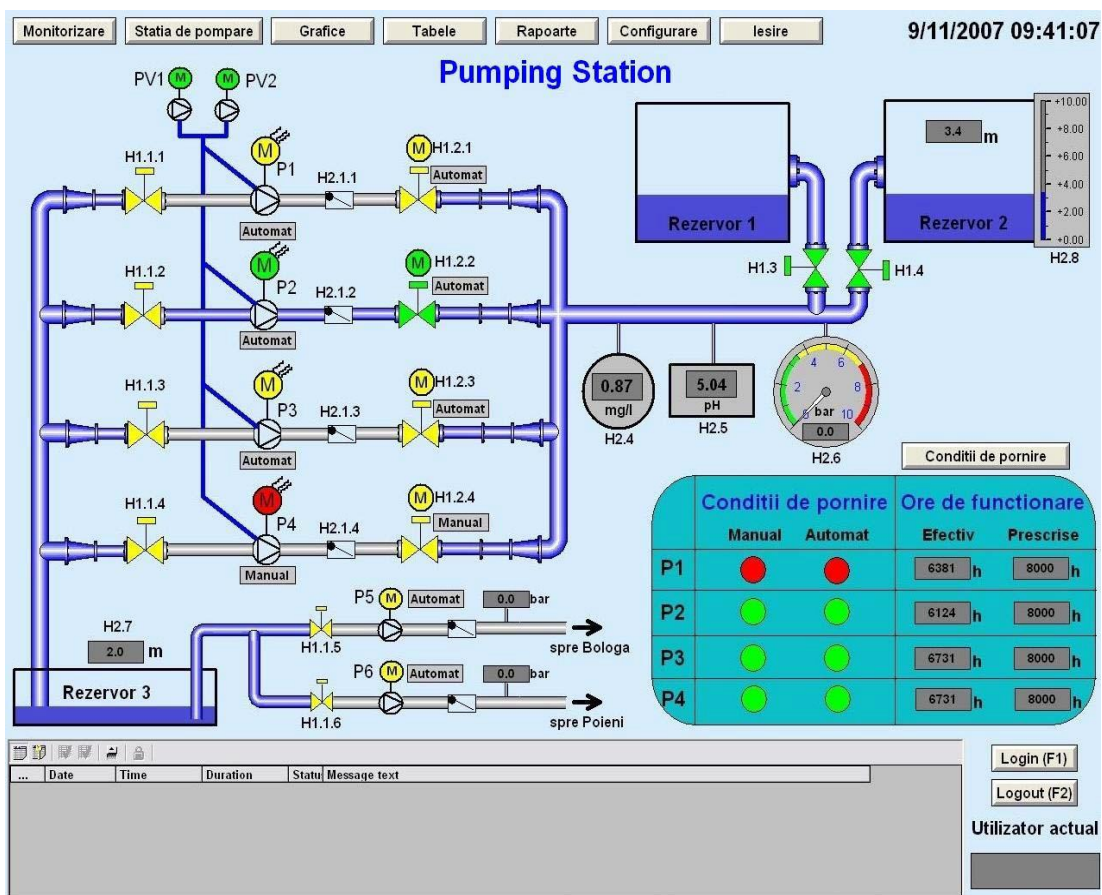 Monitorizare Statia de pompare Grafice Tabele Rapoarte Configurare Iesire 9/11/2007 09:41:07
Pumping Station
PV1 M M PV2
+10.00
3.4 m
+8.00
+6.00
+4.00
+2.00
+0.00
H2.8
Rezervor 1
Rezervor 2
H1.3
H1.4
H1.1.1
M
P1
H2.1.1
M H1.2.1
Automat
Automat
H1.1.2
M
P2
H2.1.2
M H1.2.2
Automat
Automat
H1.1.3
M
P3
H2.1.3
M H1.2.3
Automat
Automat
H1.1.4
M
P4
H2.1.4
M H1.2.4
Manual
Manual
0.87
mg/l
H2.4
5.04
pH
H2.5
2 4 6 8 10
bar
0.0
H2.6
Conditii de pornire
Conditii de pornire Ore de functionare
Manual Automat Efectiv Prescrise
P1 6381 h 8000 h
P2 6124 h 8000 h
P3 6731 h 8000 h
P4 6731 h 8000 h
P5 M Automat 0.0 bar
H1.1.5
spre Bologa
P6 M Automat 0.0 bar
H1.1.6
spre Poieni
H2.7
2.0 m
Rezervor 3
... Date Time Duration Statu Message text
Login (F1)
Logout (F2)
Utilizator actual